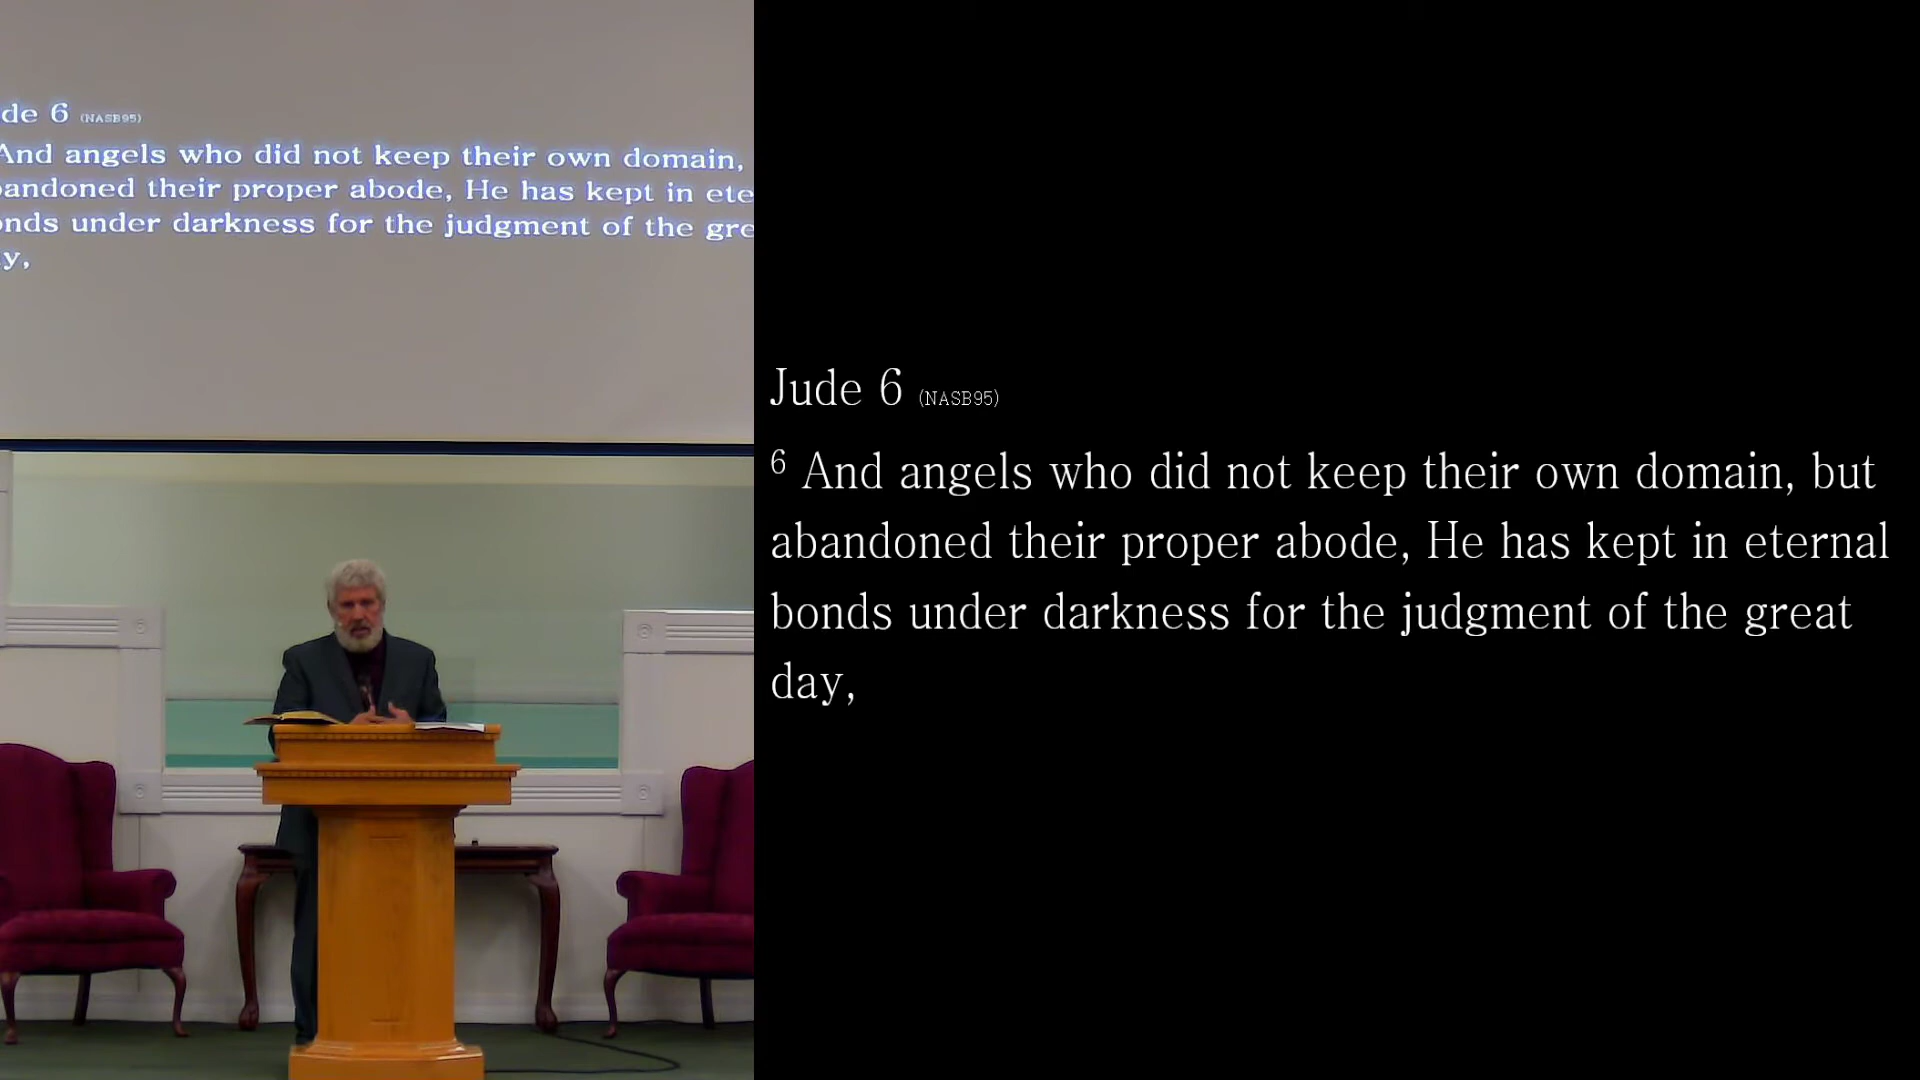 de 6 (NASB95)
And angels who did not keep their own domain,
andoned their proper abode, He has kept in ete
nds under darkness for the judgment of the gre
y,
Jude 6 (NASB95)
6 And angels who did not keep their own domain, but
abandoned their proper abode, He has kept in eternal
bonds under darkness for the judgment of the great
day,